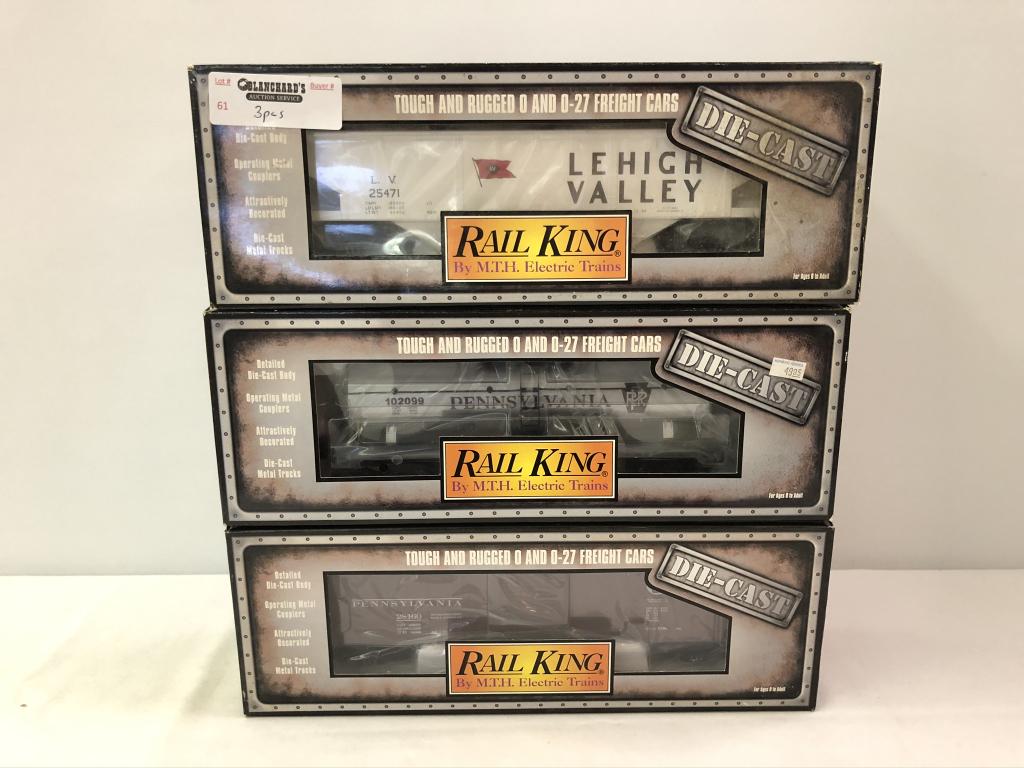 Lot #
BLANCHARD'S
Buyer #
AUCTION SERVICE
61
3pcs
TOUGH AND RUGGED O AND O-27 FREIGHT CARS
DIE-CAST
Die-Cast Body
Operating Metal
Couplers
Attractively
Decorated
Die-Cast
Metal Trucks
L. V.
25471
LEHIGH
VALLEY
RAIL KING®
By M.T.H. Electric Trains
For Ages 8 to Adult
TOUGH AND RUGGED O AND O-27 FREIGHT CARS
DIE-CAST
Detailed
Die-Cast Body
Operating Metal
Couplers
Attractively
Decorated
Die-Cast
Metal Trucks
102099
PENNSYLVANIA
RAIL KING®
By M.T.H. Electric Trains
For Ages 8 to Adult
TOUGH AND RUGGED O AND O-27 FREIGHT CARS
DIE-CAST
Detailed
Die-Cast Body
Operating Metal
Couplers
Attractively
Decorated
Die-Cast
Metal Trucks
PENNSYLVANIA
RAIL KING®
By M.T.H. Electric Trains
For Ages 8 to Adult